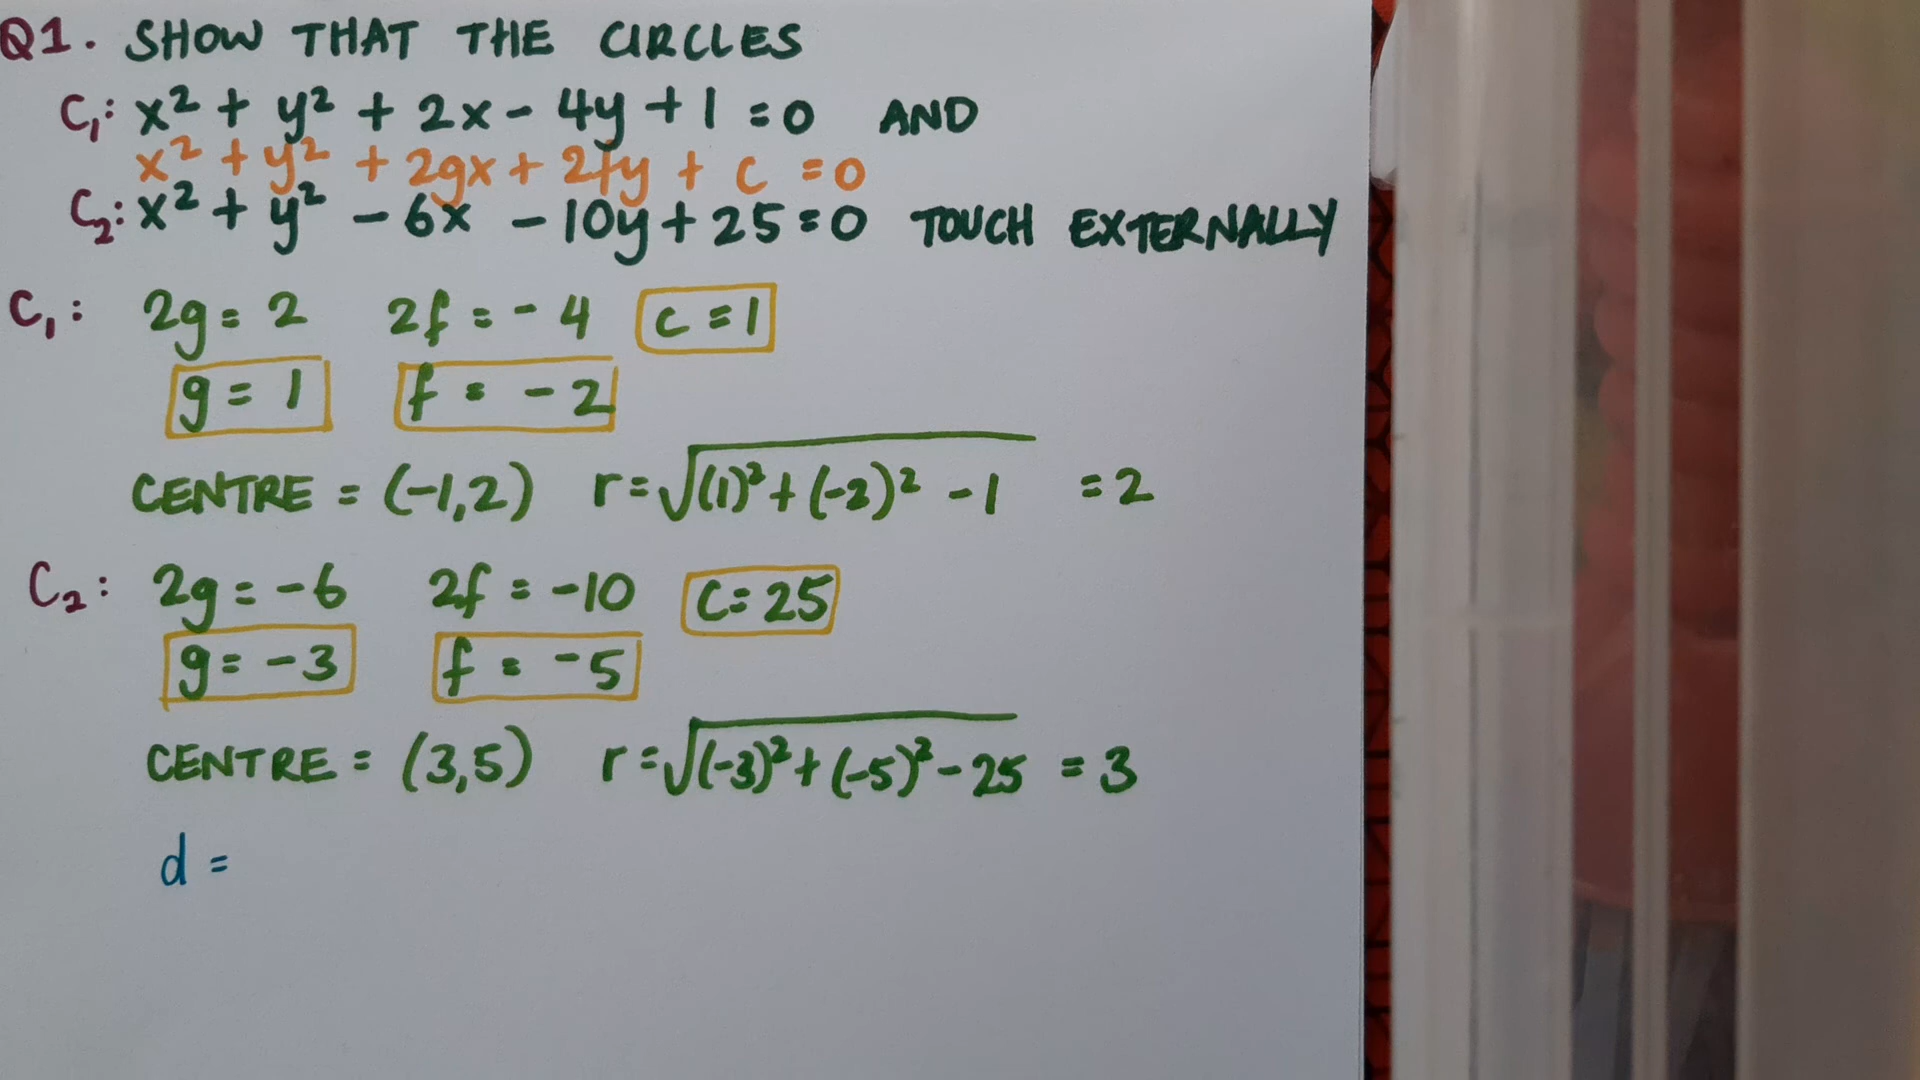 Q1. SHOW THAT THE CIRCLES
C₁: x² + y² + 2x - 4y + 1 = 0 AND
x² + y² + 2gx + 2fy + c = 0
C₂: x² + y² - 6x - 10y + 25 = 0 TOUCH EXTERNALLY
C₁: 2g = 2 2f = - 4 c = 1
g = 1 f = - 2
CENTRE = (-1,2) r = √(1)² + (-2)² - 1 = 2
C₂: 2g = -6 2f = -10 C = 25
g = -3 f = -5
CENTRE = (3,5) r = √(-3)² + (-5)² - 25 = 3
d =